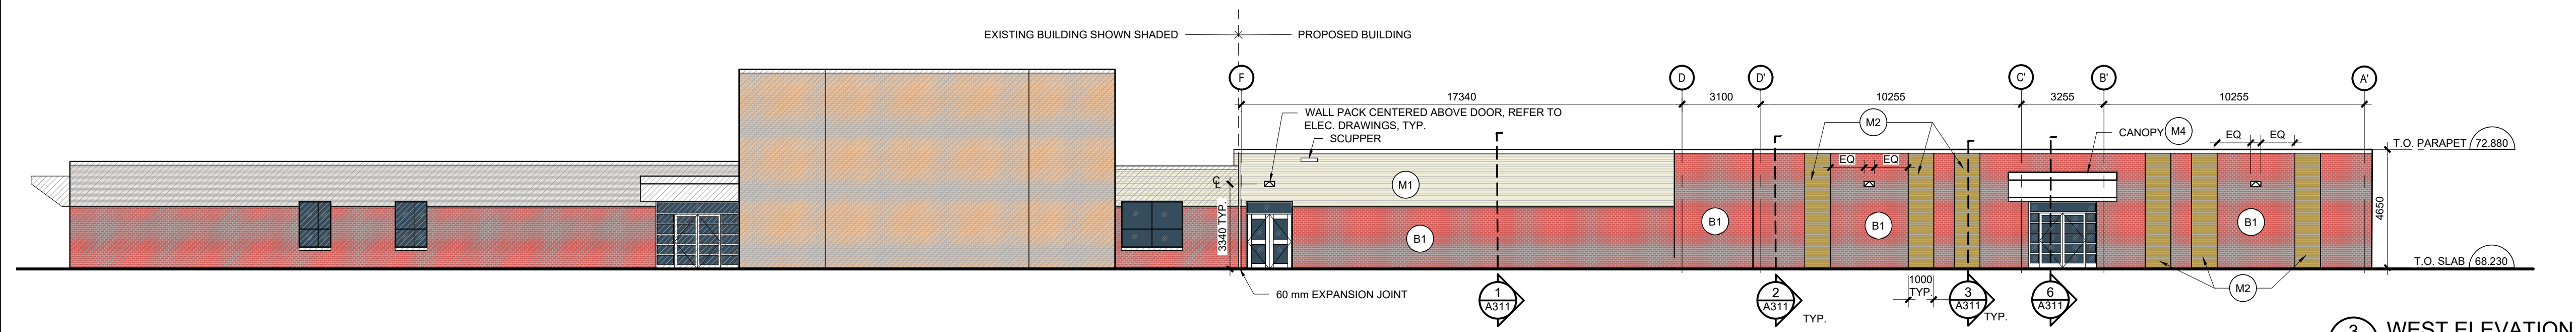 EXISTING BUILDING SHOWN SHADED
PROPOSED BUILDING
F
D
D'
C'
B'
A'
17340
3100
10255
3255
10255
WALL PACK CENTERED ABOVE DOOR, REFER TO
ELEC. DRAWINGS, TYP.
SCUPPER
M2
CANOPY
M4
EQ
EQ
T.O. PARAPET
72.880
EQ
EQ
℄
M1
3340 TYP.
B1
B1
B1
B1
4650
T.O. SLAB
68.230
60 mm EXPANSION JOINT
1
A311
2
A311
TYP.
1000
TYP.
3
A311
TYP.
6
A311
M2
3
WEST ELEVATION